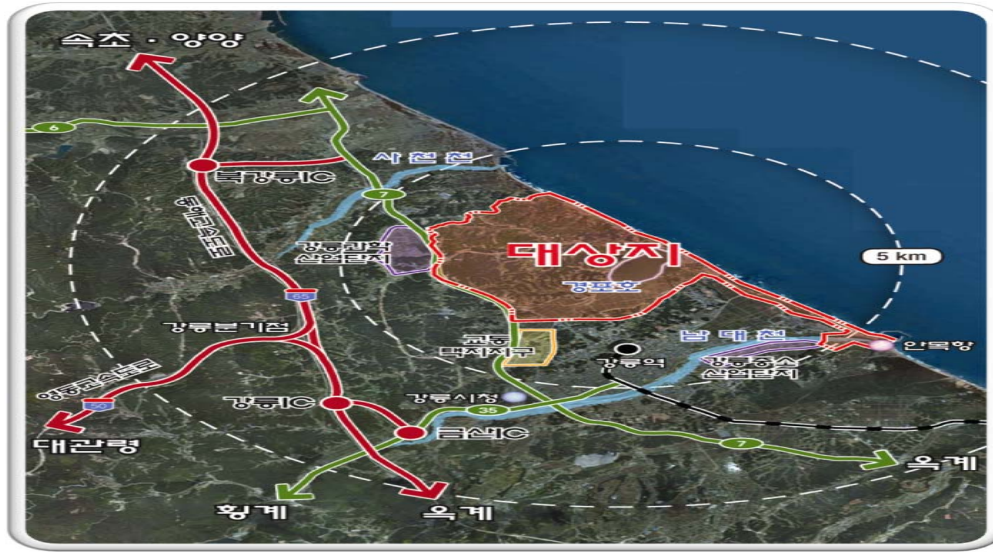 속초 · 양양
6
사천천
북강릉IC
7
동해고속도로
강릉과학
산업단지
대상지
경포호
5 km
65
강릉분기점
교동
택지지구
남대천
안목항
강릉역
강릉중소
산업단지
영동고속도로
50
강릉IC
강릉시청
35
금산IC
7
대관령
옥계
횡계
옥계